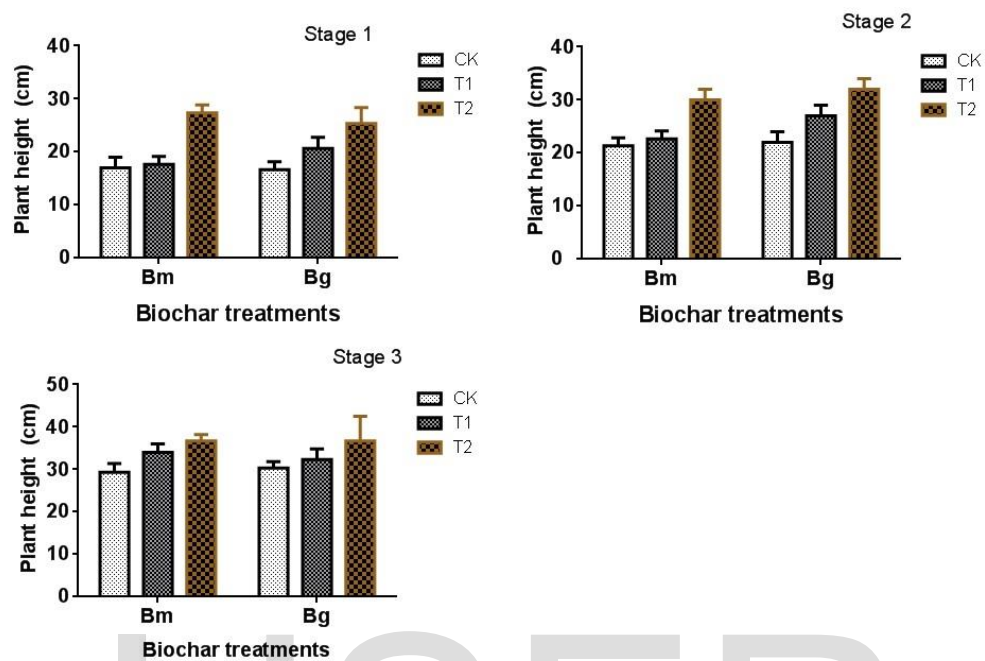 Stage 1
Plant height (cm)
40
30
20
10
0
CK
T1
T2
Bm Bg
Biochar treatments
Stage 2
Plant height (cm)
40
30
20
10
0
CK
T1
T2
Bm Bg
Biochar treatments
Stage 3
Plant height (cm)
50
40
30
20
10
0
CK
T1
T2
Bm Bg
Biochar treatments